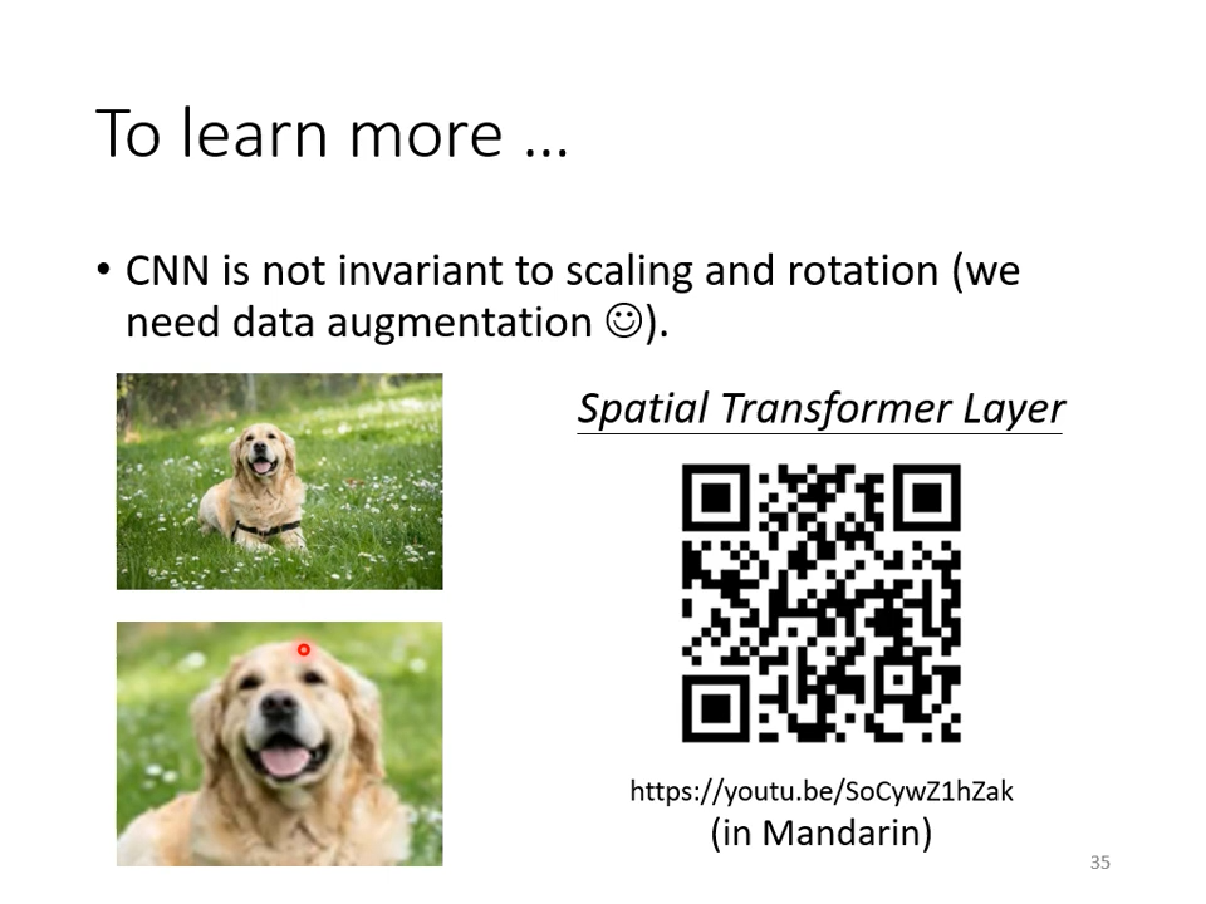 To learn more …
• CNN is not invariant to scaling and rotation (we
need data augmentation ☺).
Spatial Transformer Layer
https://youtu.be/SoCywZ1hZak
(in Mandarin)
35